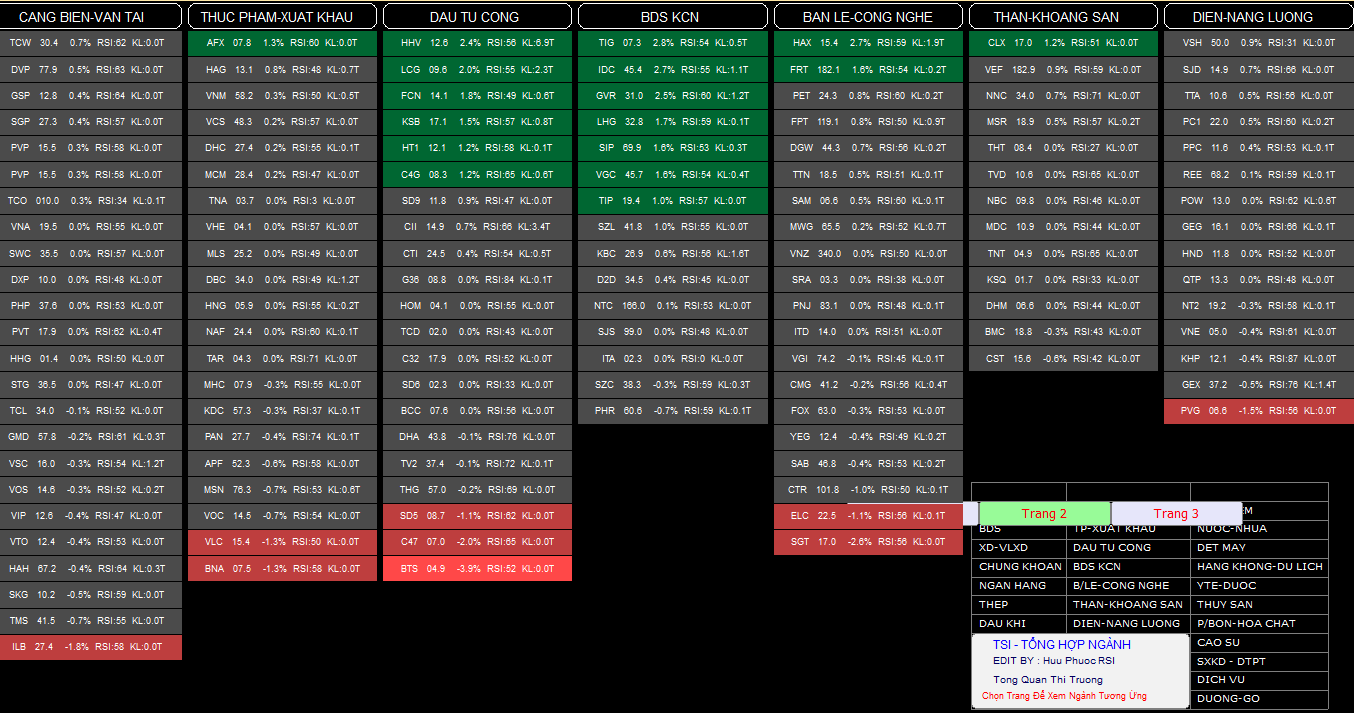 CANG BIEN-VAN TAI
TCW 30.4 0.7% RSI:62 KL:0.0T
DVP 77.9 0.5% RSI:63 KL:0.0T
GSP 12.8 0.4% RSI:64 KL:0.0T
SGP 27.3 0.4% RSI:57 KL:0.0T
PVP 15.5 0.3% RSI:58 KL:0.0T
PVP 15.5 0.3% RSI:58 KL:0.0T
TCO 010.0 0.3% RSI:34 KL:0.1T
VNA 19.5 0.0% RSI:55 KL:0.0T
SWC 35.5 0.0% RSI:57 KL:0.0T
DXP 10.0 0.0% RSI:48 KL:0.0T
PHP 37.6 0.0% RSI:53 KL:0.0T
PVT 17.9 0.0% RSI:62 KL:0.4T
HHG 01.4 0.0% RSI:50 KL:0.0T
STG 36.5 0.0% RSI:47 KL:0.0T
TCL 34.0 -0.1% RSI:52 KL:0.0T
GMD 57.8 -0.2% RSI:61 KL:0.3T
VSC 16.0 -0.3% RSI:54 KL:1.2T
VOS 14.6 -0.3% RSI:52 KL:0.2T
VIP 12.6 -0.4% RSI:47 KL:0.0T
VTO 12.4 -0.4% RSI:53 KL:0.0T
HAH 67.2 -0.4% RSI:64 KL:0.3T
SKG 10.2 -0.5% RSI:59 KL:0.0T
TMS 41.5 -0.7% RSI:55 KL:0.0T
ILB 27.4 -1.8% RSI:58 KL:0.0T
THUC PHAM-XUAT KHAU
AFX 07.8 1.3% RSI:60 KL:0.0T
HAG 13.1 0.8% RSI:48 KL:0.7T
VNM 58.2 0.3% RSI:50 KL:0.5T
VCS 48.3 0.2% RSI:57 KL:0.0T
DHC 27.4 0.2% RSI:55 KL:0.1T
MCM 28.4 0.2% RSI:47 KL:0.0T
TNA 03.7 0.0% RSI:3 KL:0.0T
VHE 04.1 0.0% RSI:57 KL:0.0T
MLS 25.2 0.0% RSI:49 KL:0.0T
DBC 34.0 0.0% RSI:49 KL:1.2T
HNG 05.9 0.0% RSI:55 KL:0.2T
NAF 24.4 0.0% RSI:60 KL:0.1T
TAR 04.3 0.0% RSI:71 KL:0.0T
MHC 07.9 -0.3% RSI:55 KL:0.0T
KDC 57.3 -0.3% RSI:37 KL:0.1T
PAN 27.7 -0.4% RSI:74 KL:0.1T
APF 52.3 -0.6% RSI:58 KL:0.0T
MSN 76.3 -0.7% RSI:53 KL:0.6T
VOC 14.5 -0.7% RSI:54 KL:0.0T
VLC 15.4 -1.3% RSI:50 KL:0.0T
BNA 07.5 -1.3% RSI:58 KL:0.0T
DAU TU CONG
HHV 12.6 2.4% RSI:56 KL:6.9T
LCG 09.6 2.0% RSI:55 KL:2.3T
FCN 14.1 1.8% RSI:49 KL:0.6T
KSB 17.1 1.5% RSI:57 KL:0.8T
HT1 12.1 1.2% RSI:58 KL:0.1T
C4G 08.3 1.2% RSI:65 KL:0.6T
SD9 11.8 0.9% RSI:47 KL:0.0T
CII 14.9 0.7% RSI:66 KL:3.4T
CTI 24.5 0.4% RSI:54 KL:0.5T
G36 08.8 0.0% RSI:84 KL:0.1T
HOM 04.1 0.0% RSI:55 KL:0.0T
TCD 02.0 0.0% RSI:43 KL:0.0T
C32 17.9 0.0% RSI:52 KL:0.0T
SD6 02.3 0.0% RSI:33 KL:0.0T
BCC 07.6 0.0% RSI:56 KL:0.0T
DHA 43.8 -0.1% RSI:76 KL:0.0T
TV2 37.4 -0.1% RSI:72 KL:0.1T
THG 57.0 -0.2% RSI:69 KL:0.0T
SD5 08.7 -1.1% RSI:62 KL:0.0T
C47 07.0 -2.0% RSI:65 KL:0.0T
BTS 04.9 -3.9% RSI:52 KL:0.0T
BDS KCN
TIG 07.3 2.8% RSI:54 KL:0.5T
IDC 45.4 2.7% RSI:55 KL:1.1T
GVR 31.0 2.5% RSI:60 KL:1.2T
LHG 32.8 1.7% RSI:59 KL:0.1T
SIP 69.9 1.6% RSI:53 KL:0.3T
VGC 45.7 1.6% RSI:54 KL:0.4T
TIP 19.4 1.0% RSI:57 KL:0.0T
SZL 41.8 1.0% RSI:55 KL:0.0T
KBC 26.9 0.6% RSI:56 KL:1.6T
D2D 34.5 0.4% RSI:45 KL:0.0T
NTC 166.0 0.1% RSI:53 KL:0.0T
SJS 99.0 0.0% RSI:48 KL:0.0T
ITA 02.3 0.0% RSI:0 KL:0.0T
SZC 38.3 -0.3% RSI:59 KL:0.3T
PHR 60.6 -0.7% RSI:59 KL:0.1T
BAN LE-CONG NGHE
HAX 15.4 2.7% RSI:59 KL:1.9T
FRT 182.1 1.6% RSI:54 KL:0.2T
PET 24.3 0.8% RSI:60 KL:0.2T
FPT 119.1 0.8% RSI:50 KL:0.9T
DGW 44.3 0.7% RSI:56 KL:0.2T
TTN 18.5 0.5% RSI:51 KL:0.1T
SAM 06.6 0.5% RSI:60 KL:0.1T
MWG 65.5 0.2% RSI:52 KL:0.7T
VNZ 340.0 0.0% RSI:50 KL:0.0T
SRA 03.3 0.0% RSI:38 KL:0.0T
PNJ 83.1 0.0% RSI:48 KL:0.1T
ITD 14.0 0.0% RSI:51 KL:0.0T
VGI 74.2 -0.1% RSI:45 KL:0.1T
CMG 41.2 -0.2% RSI:56 KL:0.4T
FOX 63.0 -0.3% RSI:53 KL:0.0T
YEG 12.4 -0.4% RSI:49 KL:0.2T
SAB 46.8 -0.4% RSI:53 KL:0.2T
CTR 101.8 -1.0% RSI:50 KL:0.1T
ELC 22.5 -1.1% RSI:56 KL:0.1T
SGT 17.0 -2.6% RSI:56 KL:0.0T
THAN-KHOANG SAN
CLX 17.0 1.2% RSI:51 KL:0.0T
VEF 182.9 0.9% RSI:59 KL:0.0T
NNC 34.0 0.7% RSI:71 KL:0.0T
MSR 18.9 0.5% RSI:57 KL:0.2T
THT 08.4 0.0% RSI:27 KL:0.0T
TVD 10.6 0.0% RSI:65 KL:0.0T
NBC 09.8 0.0% RSI:46 KL:0.0T
MDC 10.9 0.0% RSI:44 KL:0.0T
TNT 04.9 0.0% RSI:65 KL:0.0T
KSQ 01.7 0.0% RSI:33 KL:0.0T
DHM 06.6 0.0% RSI:44 KL:0.0T
BMC 18.8 -0.3% RSI:43 KL:0.0T
CST 15.6 -0.6% RSI:42 KL:0.0T
DIEN-NANG LUONG
VSH 50.0 0.9% RSI:31 KL:0.0T
SJD 14.9 0.7% RSI:66 KL:0.0T
TTA 10.6 0.5% RSI:56 KL:0.0T
PC1 22.0 0.5% RSI:60 KL:0.2T
PPC 11.6 0.4% RSI:53 KL:0.1T
REE 68.2 0.1% RSI:59 KL:0.1T
POW 13.0 0.0% RSI:62 KL:0.6T
GEG 16.1 0.0% RSI:66 KL:0.1T
HND 11.8 0.0% RSI:52 KL:0.0T
QTP 13.3 0.0% RSI:48 KL:0.0T
NT2 19.2 -0.3% RSI:58 KL:0.1T
VNE 05.0 -0.4% RSI:61 KL:0.0T
KHP 12.1 -0.4% RSI:87 KL:0.0T
GEX 37.2 -0.5% RSI:76 KL:1.4T
PVG 06.6 -1.5% RSI:56 KL:0.0T
Trang 2 Trang 3 EM
BDS TP-XUAT KHAU NUOC-NHUA
XD-VLXD DAU TU CONG DET MAY
CHUNG KHOAN BDS KCN HANG KHONG-DU LICH
NGAN HANG B/LE-CONG NGHE YTE-DUOC
THEP THAN-KHOANG SAN THUY SAN
DAU KHI DIEN-NANG LUONG P/BON-HOA CHAT
CAO SU
SXKD - DTPT
DICH VU
DUONG-GO
TSI - TỔNG HỢP NGÀNH
EDIT BY : Huu Phuoc RSI
Tong Quan Thi Truong
Chọn Trang Để Xem Ngành Tương Ứng